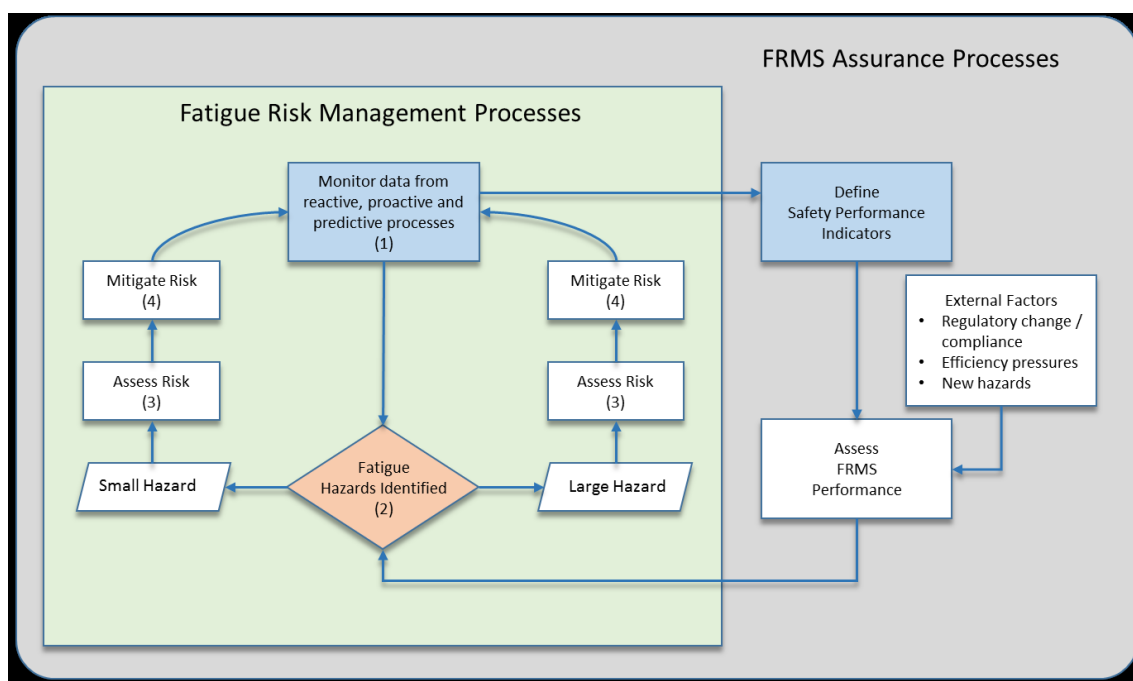 FRMS Assurance Processes
Fatigue Risk Management Processes
Monitor data from
reactive, proactive and
predictive processes
(1)
Define
Safety Performance
Indicators
Mitigate Risk
(4)
Mitigate Risk
(4)
External Factors
• Regulatory change /
compliance
• Efficiency pressures
• New hazards
Assess Risk
(3)
Assess Risk
(3)
Small Hazard
Fatigue
Hazards Identified
(2)
Large Hazard
Assess
FRMS
Performance